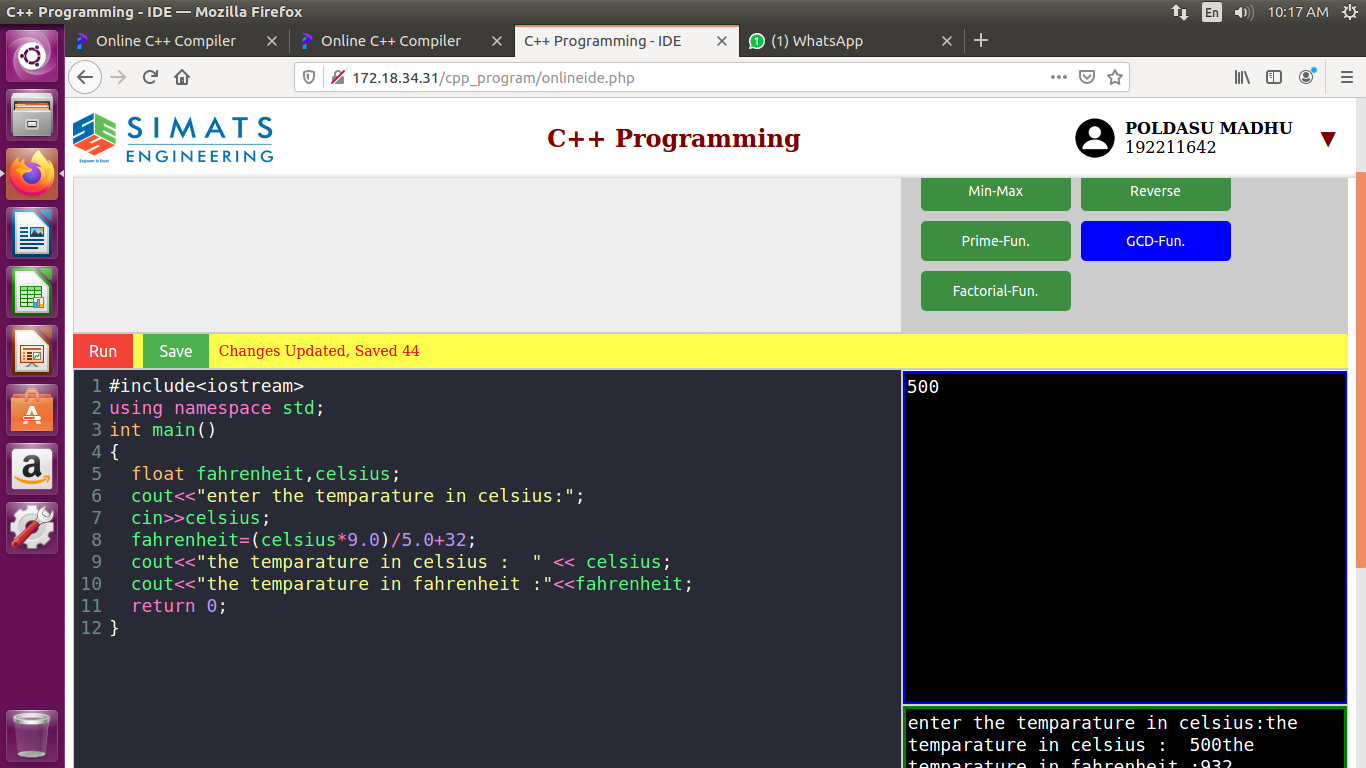 C++ Programming - IDE — Mozilla Firefox
En
10:17 AM
Online C++ Compiler
Online C++ Compiler
C++ Programming - IDE
1
(1) WhatsApp
172.18.34.31/cpp_program/onlineide.php
SIMATS
ENGINEERING
Engineer to Excel
C++ Programming
POLDASU MADHU
192211642
Min-Max
Reverse
Prime-Fun.
GCD-Fun.
Factorial-Fun.
Run
Save
Changes Updated, Saved 44
1 #include<iostream>
2 using namespace std;
3 int main()
4 {
5 float fahrenheit,celsius;
6 cout<<"enter the temparature in celsius:";
7 cin>>celsius;
8 fahrenheit=(celsius*9.0)/5.0+32;
9 cout<<"the temparature in celsius :  " << celsius;
10 cout<<"the temparature in fahrenheit :"<<fahrenheit;
11 return 0;
12 }
500
enter the temparature in celsius:the
temparature in celsius :  500the
temparature in fahrenheit :932